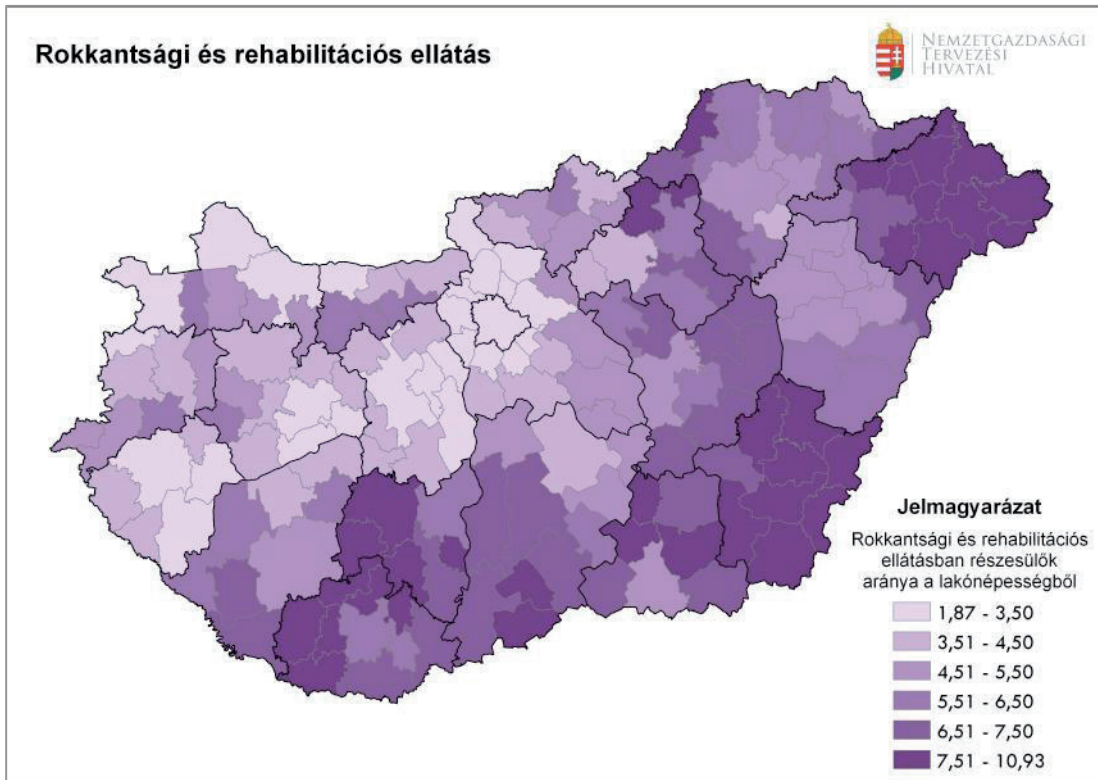 Rokkantsági és rehabilitációs ellátás
NEMZETGAZDASÁGI
TERVEZÉSI
HIVATAL
Jelmagyarázat
Rokkantsági és rehabilitációs
ellátásban részesülők
aránya a lakónépességből
1,87 - 3,50
3,51 - 4,50
4,51 - 5,50
5,51 - 6,50
6,51 - 7,50
7,51 - 10,93